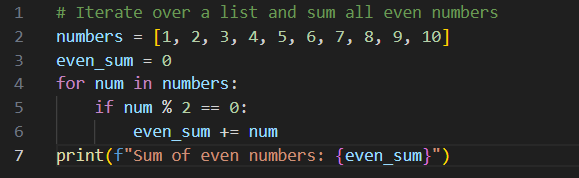 1 # Iterate over a list and sum all even numbers
2 numbers = [1, 2, 3, 4, 5, 6, 7, 8, 9, 10]
3 even_sum = 0
4 for num in numbers:
5     if num % 2 == 0:
6         even_sum += num
7 print(f"Sum of even numbers: {even_sum}")